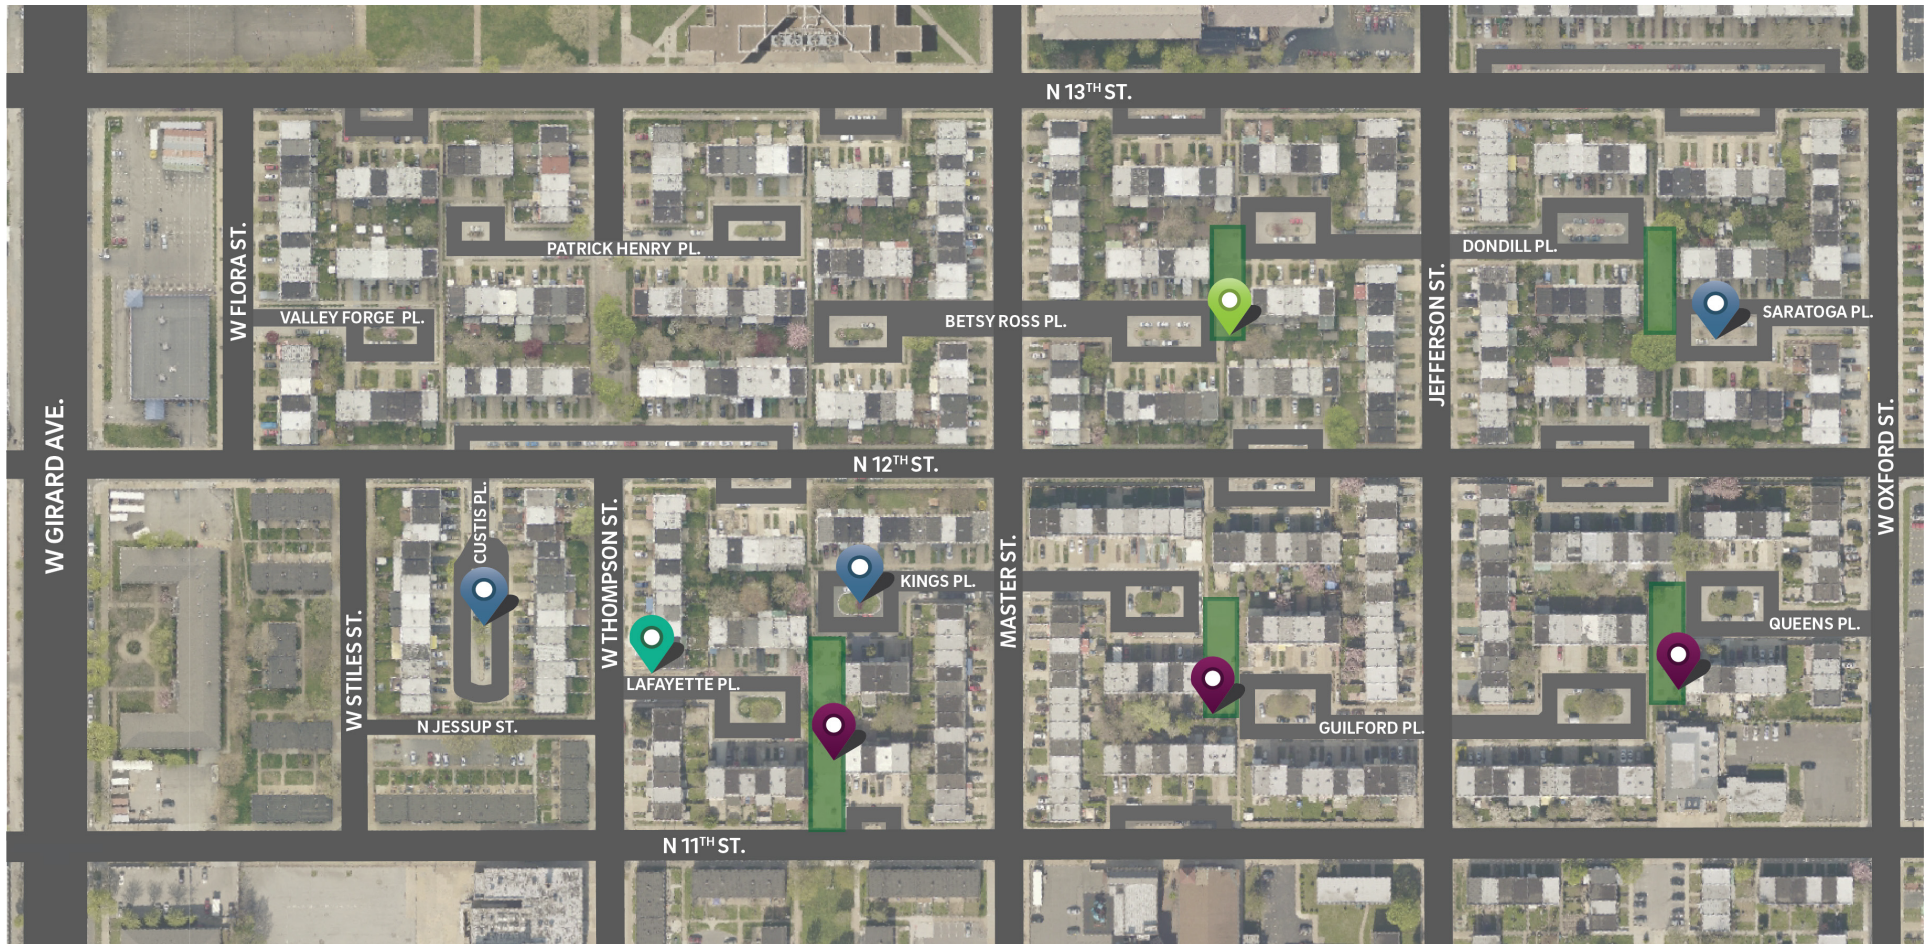 N 13TH ST.
W FLORA ST.
PATRICK HENRY PL.
DONDILL PL.
VALLEY FORGE PL.
BETSY ROSS PL.
SARATOGA PL.
JEFFERSON ST.
W GIRARD AVE.
N 12TH ST.
W OXFORD ST.
CUSTIS PL.
W THOMPSON ST.
KINGS PL.
MASTER ST.
QUEENS PL.
W STILES ST.
LAFAYETTE PL.
N JESSUP ST.
GUILFORD PL.
N 11TH ST.